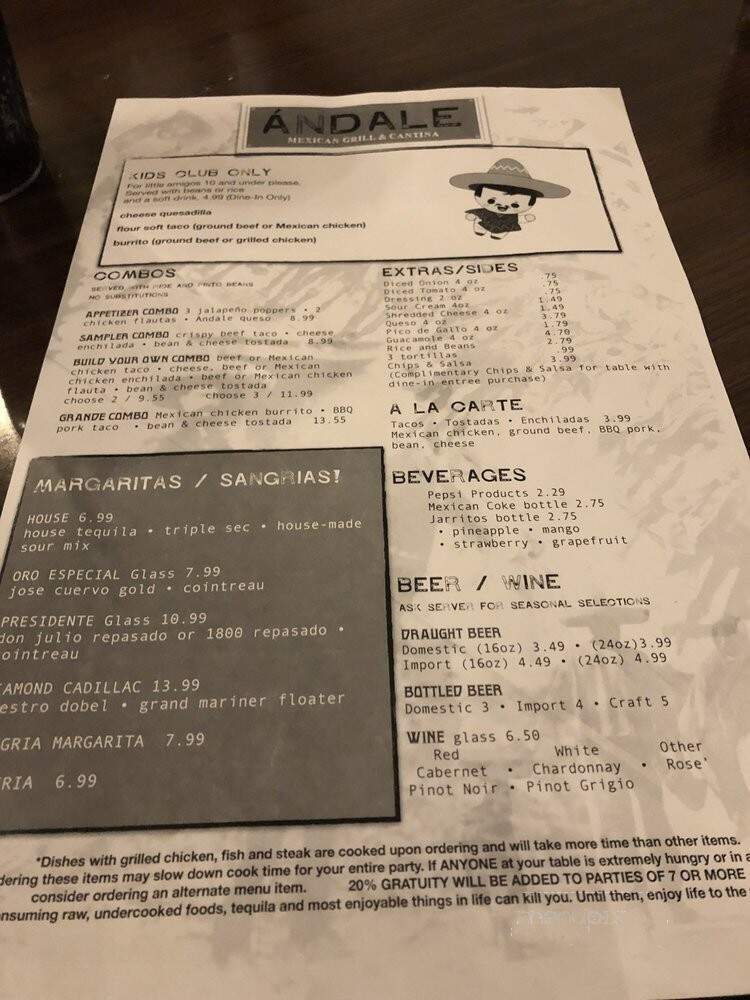 ÁNDALE
MEXICAN GRILL & CANTINA
KIDS CLUB ONLY
For little amigos 10 and under please.
Served with beans or rice
and a soft drink. 4.99 (Dine-In Only)
cheese quesadilla
flour soft taco (ground beef or Mexican chicken)
burrito (ground beef or grilled chicken)
COMBOS
SERVED WITH RICE AND PINTO BEANS
NO SUBSTITUTIONS
APPETIZER COMBO 3 jalapeño poppers • 2
chicken flautas • Andale queso 8.99
SAMPLER COMBO crispy beef taco • cheese
enchilada • bean & cheese tostada 8.99
BUILD YOUR OWN COMBO beef or Mexican
chicken taco • cheese, beef or Mexican
chicken enchilada • beef or Mexican chicken
flauta • bean & cheese tostada
choose 2 / 9.55 choose 3 / 11.99
GRANDE COMBO Mexican chicken burrito • BBQ
pork taco • bean & cheese tostada 13.55
EXTRAS/SIDES
Diced Onion 4 oz .75
Diced Tomato 4 oz .75
Dressing 2 oz .75
Sour Cream 4oz 1.49
Shredded Cheese 4 oz 1.49
Queso 4 oz 3.79
Pico de Gallo 4 oz 1.79
Guacamole 4 oz 4.70
Rice and Beans 2.79
3 tortillas .99
Chips & Salsa 3.99
(Complimentary Chips & Salsa for table with
dine-in entree purchase)
A LA CARTE
Tacos • Tostadas • Enchiladas 3.99
Mexican chicken, ground beef, BBQ pork,
bean, cheese
MARGARITAS / SANGRIAS!
HOUSE 6.99
house tequila • triple sec • house-made
sour mix
ORO ESPECIAL Glass 7.99
jose cuervo gold • cointreau
PRESIDENTE Glass 10.99
don julio repasado or 1800 repasado •
ointreau
AMOND CADILLAC 13.99
estro dobel • grand mariner floater
GRIA MARGARITA 7.99
RIA 6.99
BEVERAGES
Pepsi Products 2.29
Mexican Coke bottle 2.75
Jarritos bottle 2.75
• pineapple • mango
• strawberry • grapefruit
BEER / WINE
ASK SERVER FOR SEASONAL SELECTIONS
DRAUGHT BEER
Domestic (16oz) 3.49 • (24oz)3.99
Import (16oz) 4.49 • (24oz) 4.99
BOTTLED BEER
Domestic 3 • Import 4 • Craft 5
WINE glass 6.50
Red White Other
Cabernet • Chardonnay • Rose'
Pinot Noir • Pinot Grigio
*Dishes with grilled chicken, fish and steak are cooked upon ordering and will take more time than other items.
dering these items may slow down cook time for your entire party. If ANYONE at your table is extremely hungry or in a
consider ordering an alternate menu item. 20% GRATUITY WILL BE ADDED TO PARTIES OF 7 OR MORE
nsuming raw, undercooked foods, tequila and most enjoyable things in life can kill you. Until then, enjoy life to the